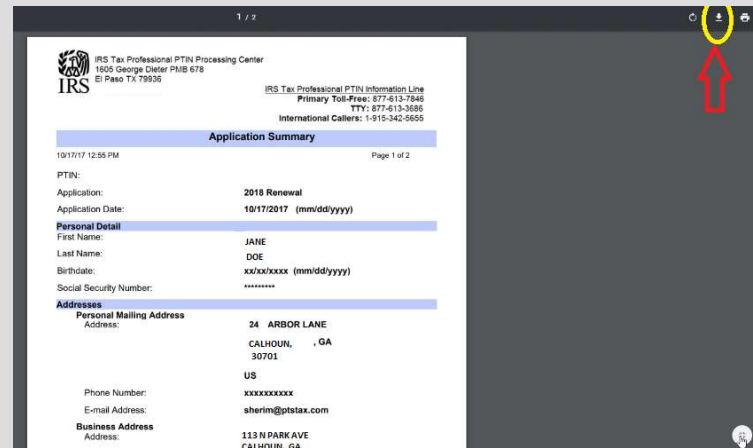 1 / 2
IRS
IRS Tax Professional PTIN Processing Center
1605 George Dieter PMB 678
El Paso TX 79936
IRS Tax Professional PTIN Information Line
Primary Toll-Free: 877-613-7846
TTY: 877-613-3686
International Callers: 1-915-342-5655
Application Summary
10/17/17 12:55 PM Page 1 of 2
PTIN:
Application: 2018 Renewal
Application Date: 10/17/2017 (mm/dd/yyyy)
Personal Detail
First Name: JANE
Last Name: DOE
Birthdate: xx/xx/xxxx (mm/dd/yyyy)
Social Security Number: *********
Addresses
Personal Mailing Address
Address: 24 ARBOR LANE
CALHOUN, , GA
30701
US
Phone Number: xxxxxxxxxx
E-mail Address: sherim@ptstax.com
Business Address
Address: 113 N PARK AVE
CALHOUN, GA